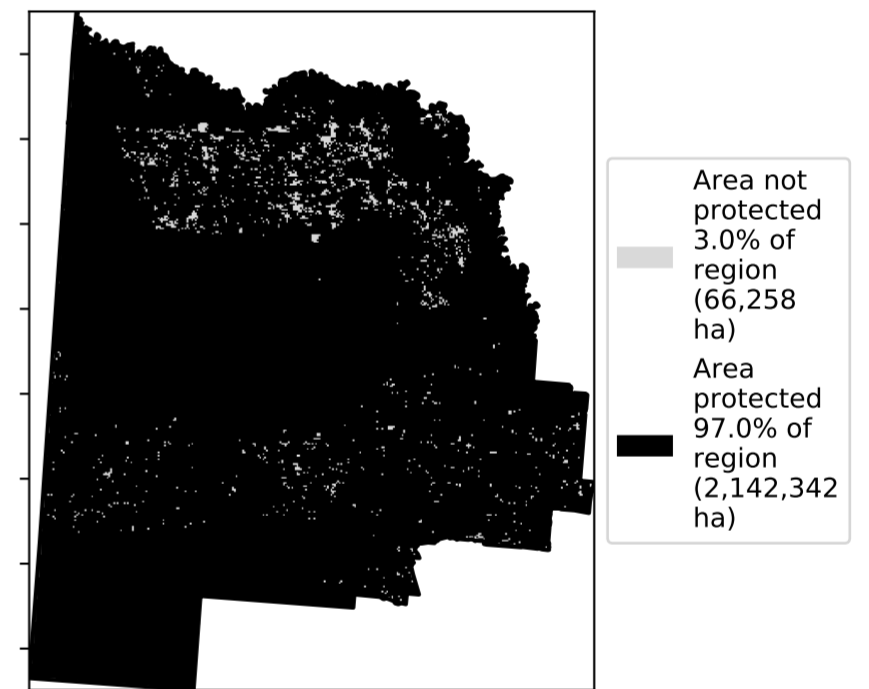 Area not
protected
3.0% of
region
(66,258
ha)
Area
protected
97.0% of
region
(2,142,342
ha)